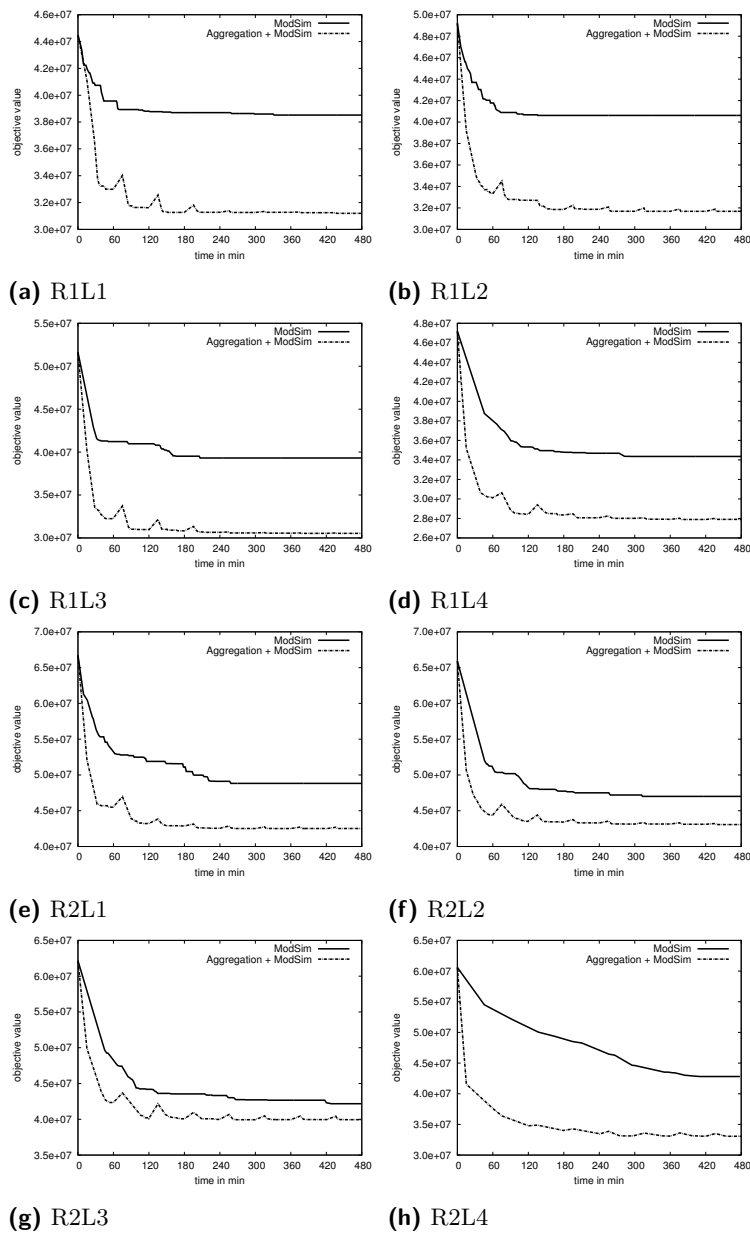 4.6e+07
4.4e+07
4.2e+07
4.0e+07
3.8e+07
3.6e+07
3.4e+07
3.2e+07
3.0e+07
objective value
ModSim
Aggregation + ModSim
0 60 120 180 240 300 360 420 480
time in min
(a) R1L1
5.0e+07
4.8e+07
4.6e+07
4.4e+07
4.2e+07
4.0e+07
3.8e+07
3.6e+07
3.4e+07
3.2e+07
3.0e+07
objective value
ModSim
Aggregation + ModSim
0 60 120 180 240 300 360 420 480
time in min
(b) R1L2
5.5e+07
5.0e+07
4.5e+07
4.0e+07
3.5e+07
3.0e+07
objective value
ModSim
Aggregation + ModSim
0 60 120 180 240 300 360 420 480
time in min
(c) R1L3
4.8e+07
4.6e+07
4.4e+07
4.2e+07
4.0e+07
3.8e+07
3.6e+07
3.4e+07
3.2e+07
3.0e+07
2.8e+07
2.6e+07
objective value
ModSim
Aggregation + ModSim
0 60 120 180 240 300 360 420 480
time in min
(d) R1L4
7.0e+07
6.5e+07
6.0e+07
5.5e+07
5.0e+07
4.5e+07
4.0e+07
objective value
ModSim
Aggregation + ModSim
0 60 120 180 240 300 360 420 480
time in min
(e) R2L1
7.0e+07
6.5e+07
6.0e+07
5.5e+07
5.0e+07
4.5e+07
4.0e+07
objective value
ModSim
Aggregation + ModSim
0 60 120 180 240 300 360 420 480
time in min
(f) R2L2
6.5e+07
6.0e+07
5.5e+07
5.0e+07
4.5e+07
4.0e+07
3.5e+07
objective value
ModSim
Aggregation + ModSim
0 60 120 180 240 300 360 420 480
time in min
(g) R2L3
6.5e+07
6.0e+07
5.5e+07
5.0e+07
4.5e+07
4.0e+07
3.5e+07
3.0e+07
objective value
ModSim
Aggregation + ModSim
0 60 120 180 240 300 360 420 480
time in min
(h) R2L4